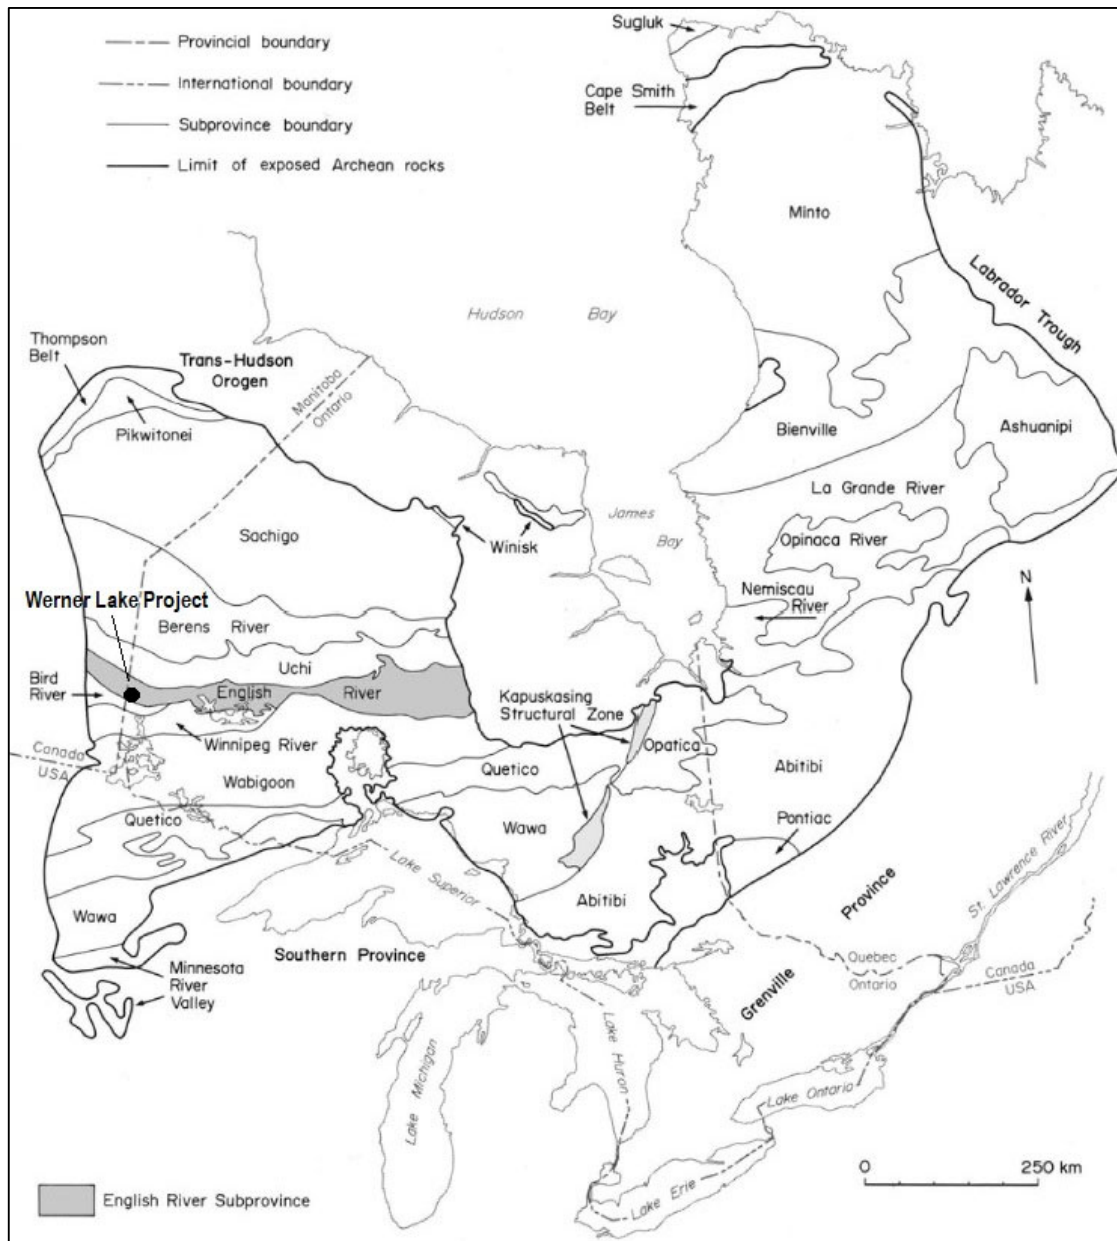 Provincial boundary
International boundary
Subprovince boundary
Limit of exposed Archean rocks
Sugluk
Cape Smith
Belt
Minto
Labrador Trough
Hudson Bay
Thompson
Belt
Trans-Hudson
Orogen
Manitoba
Ontario
Pikwitonei
Bienville
Ashuanipi
La Grande River
Sachigo
Winisk
James
Bay
Opinaca River
Nemiscau
River
N
Werner Lake Project
Berens River
Uchi
Bird
River
English River
Kapuskasing
Structural Zone
Winnipeg River
Opatica
Canada
USA
Wabigoon
Quetico
Abitibi
Quetico
Wawa
Pontiac
Lake Superior
Abitibi
Wawa
Province
St. Lawrence River
Southern Province
Minnesota
River
Valley
Quebec
Ontario
Canada
USA
Grenville
Lake Michigan
Lake Huron
Lake Ontario
Lake Erie
0 250 km
English River Subprovince